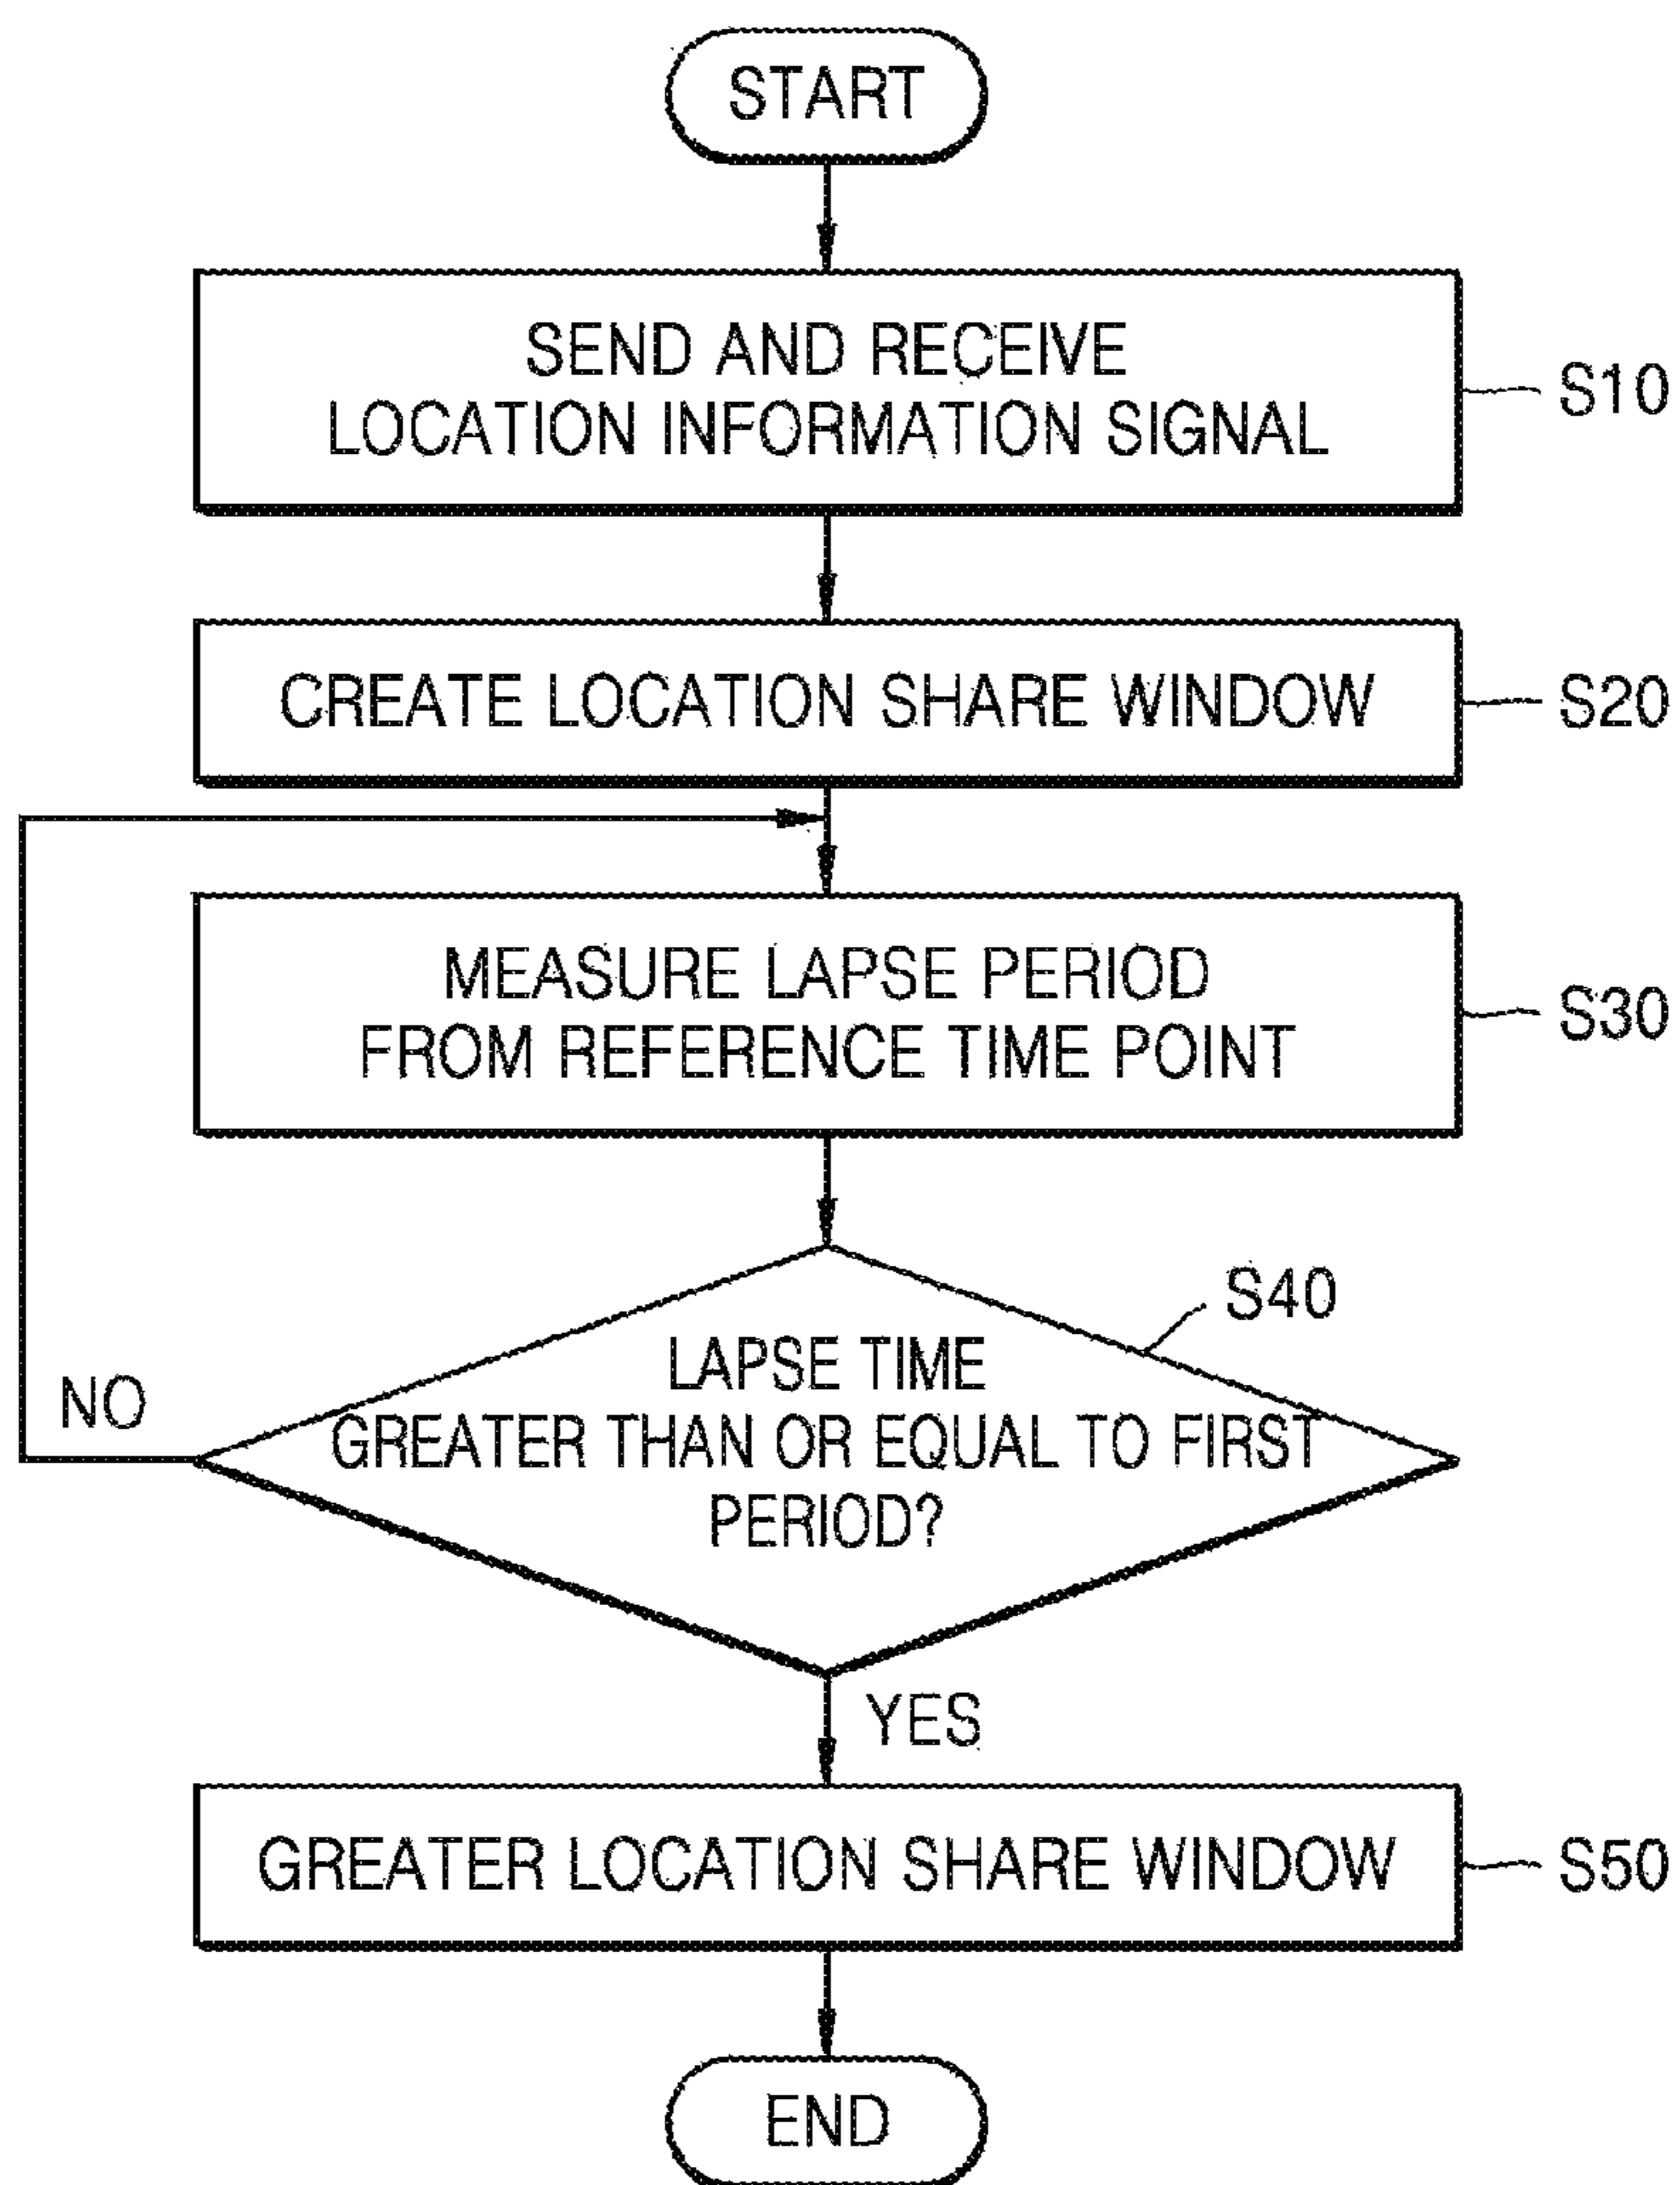 START
SEND AND RECEIVE
LOCATION INFORMATION SIGNAL
S10
CREATE LOCATION SHARE WINDOW
S20
MEASURE LAPSE PERIOD
FROM REFERENCE TIME POINT
S30
S40
LAPSE TIME
GREATER THAN OR EQUAL TO FIRST
PERIOD?
NO
YES
GREATER LOCATION SHARE WINDOW
S50
END